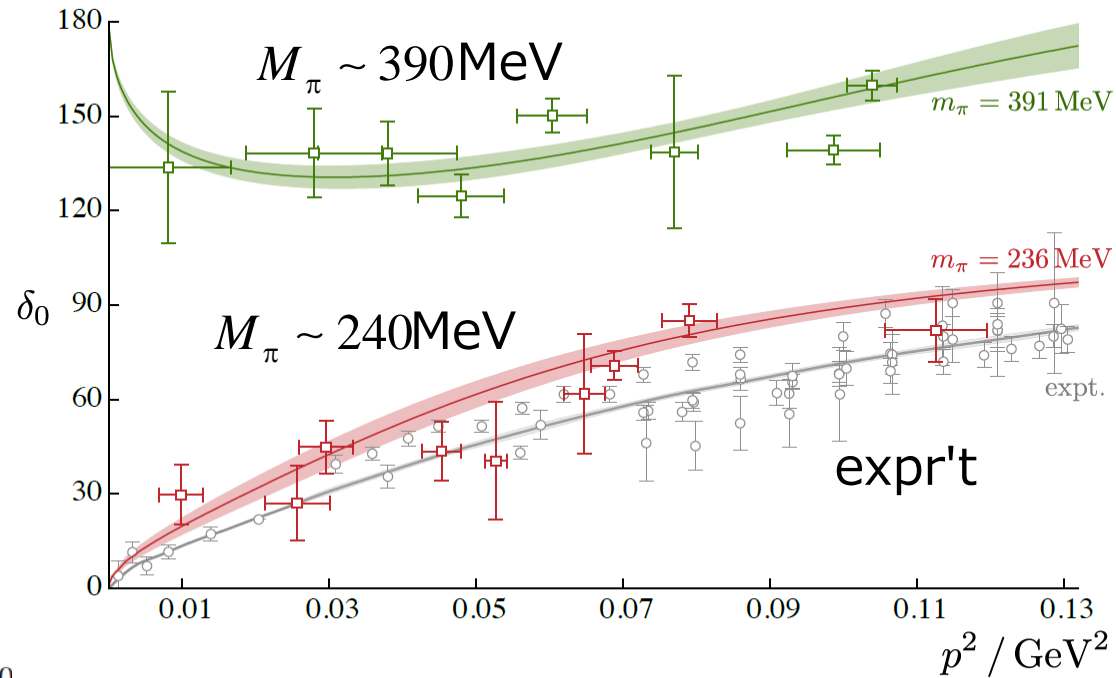 180
M_π ~ 390MeV
150
m_π = 391 MeV
120
m_π = 236 MeV
90
δ_0
M_π ~ 240MeV
60
expt.
expr't
30
0
0.01 0.03 0.05 0.07 0.09 0.11 0.13
p^2 / GeV^2